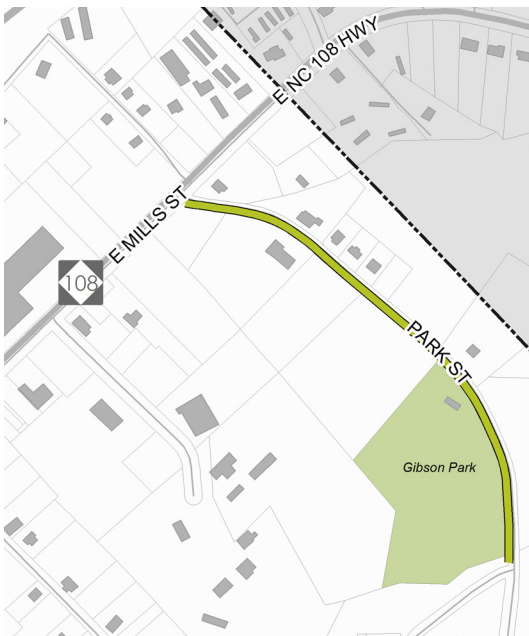 E NC 108 HWY
E MILLS ST
108
PARK ST
Gibson Park